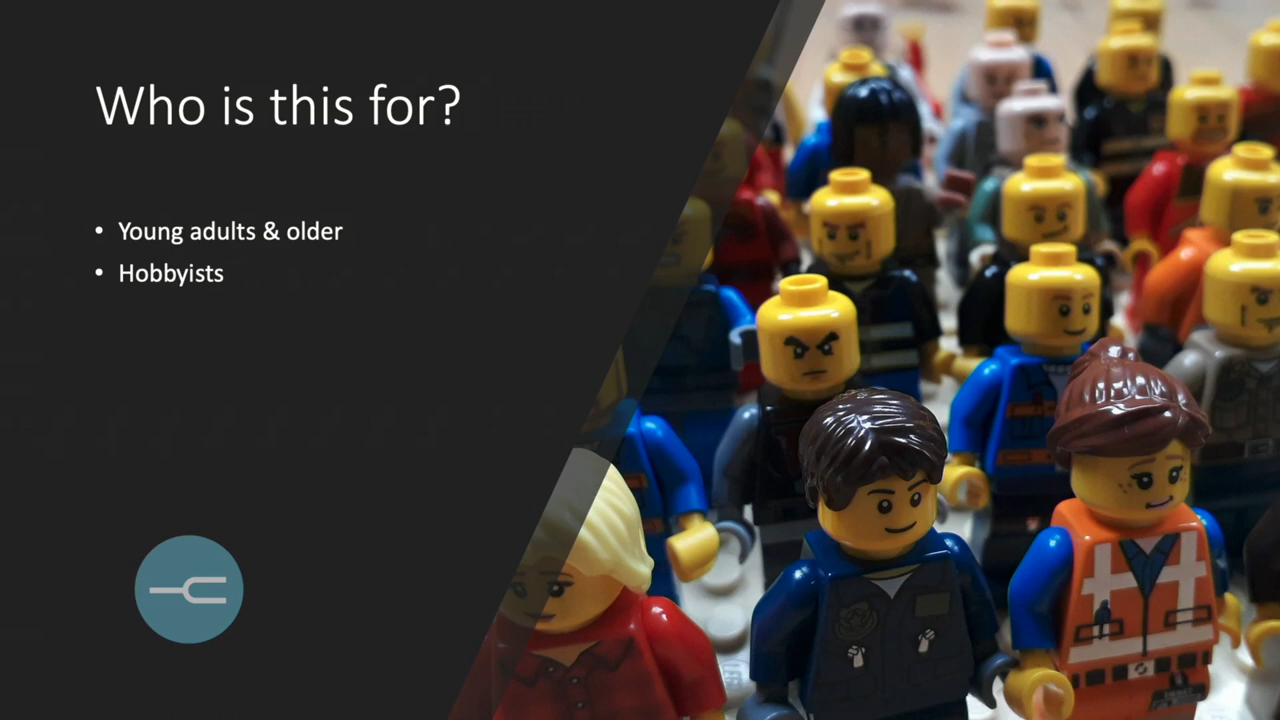 Who is this for?
• Young adults & older
• Hobbyists